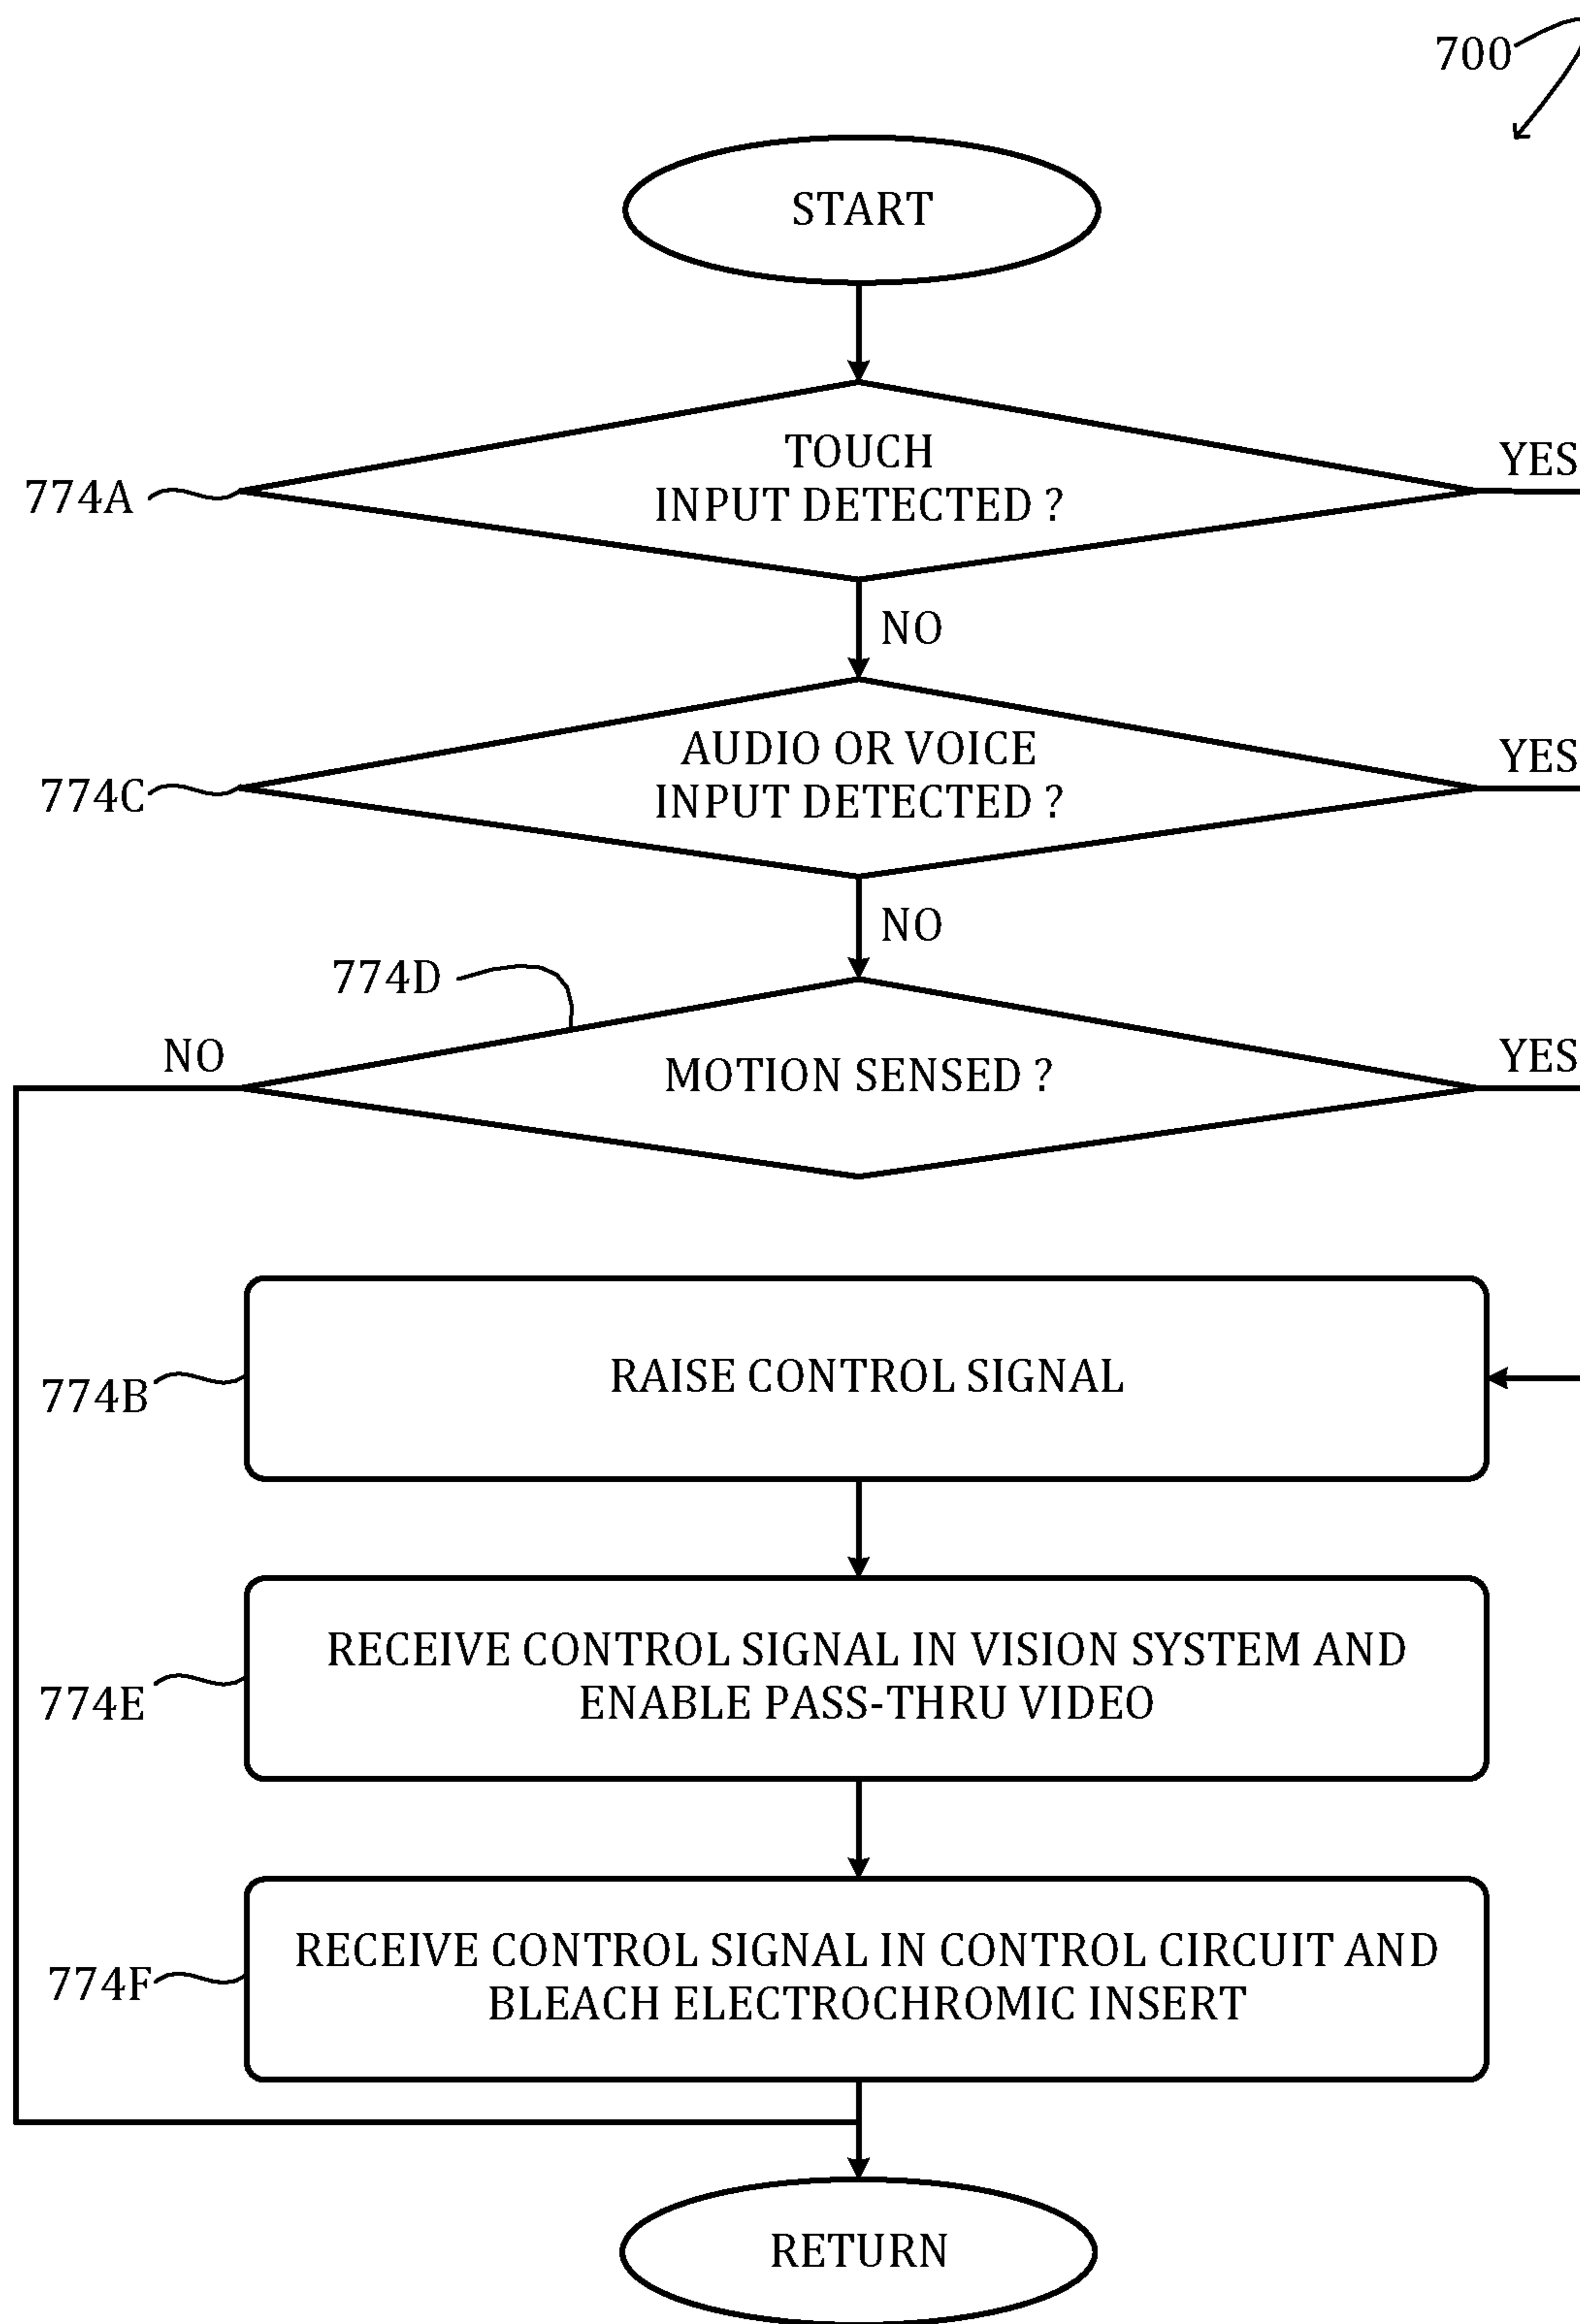 700
START
774A
TOUCH
INPUT DETECTED ?
YES
NO
774C
AUDIO OR VOICE
INPUT DETECTED ?
YES
NO
774D
NO
MOTION SENSED ?
YES
774B
RAISE CONTROL SIGNAL
774E
RECEIVE CONTROL SIGNAL IN VISION SYSTEM AND
ENABLE PASS-THRU VIDEO
774F
RECEIVE CONTROL SIGNAL IN CONTROL CIRCUIT AND
BLEACH ELECTROCHROMIC INSERT
RETURN